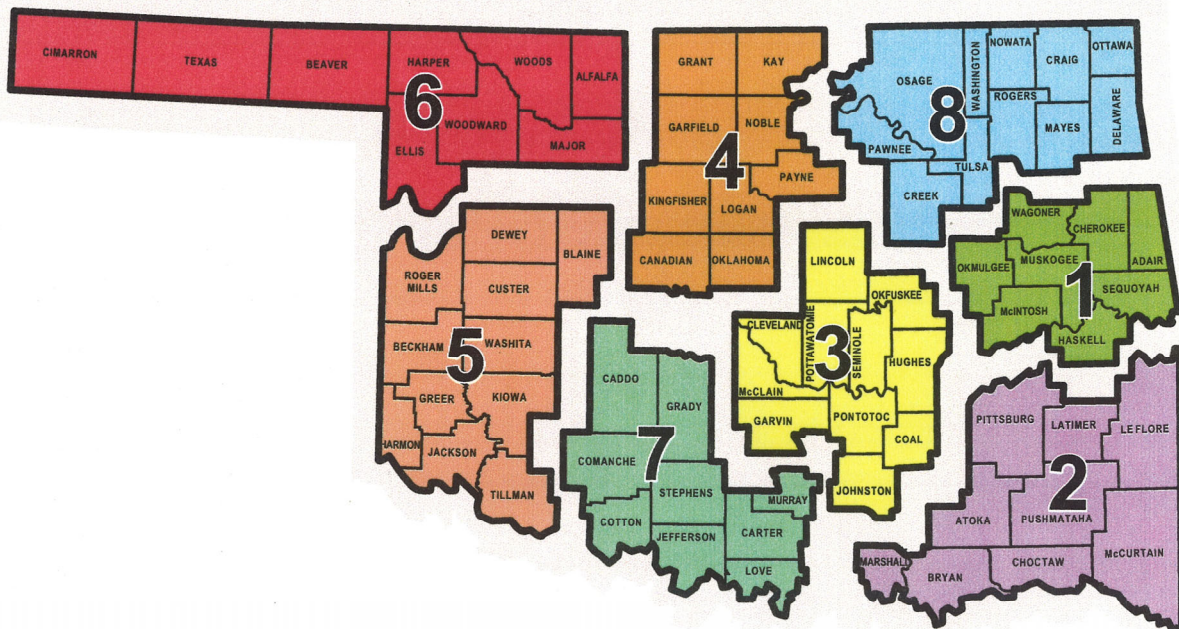 CIMARRON
TEXAS
BEAVER
HARPER
WOODS
ALFALFA
6
WOODWARD
ELLIS
MAJOR
GRANT
KAY
GARFIELD
NOBLE
4
PAYNE
KINGFISHER
LOGAN
CANADIAN
OKLAHOMA
OSAGE
WASHINGTON
NOWATA
CRAIG
OTTAWA
8
ROGERS
MAYES
DELAWARE
PAWNEE
TULSA
CREEK
WAGONER
CHEROKEE
MUSKOGEE
ADAIR
OKMULGEE
1
SEQUOYAH
McINTOSH
HASKELL
DEWEY
BLAINE
ROGER
MILLS
CUSTER
BECKHAM
5
WASHITA
GREER
KIOWA
HARMON
JACKSON
TILLMAN
LINCOLN
OKFUSKEE
CLEVELAND
POTTAWATOMIE
3
SEMINOLE
HUGHES
McCLAIN
GARVIN
PONTOTOC
COAL
JOHNSTON
CADDO
GRADY
7
COMANCHE
STEPHENS
MURRAY
COTTON
JEFFERSON
CARTER
LOVE
PITTSBURG
LATIMER
LE FLORE
2
ATOKA
PUSHMATAHA
McCURTAIN
MARSHALL
BRYAN
CHOCTAW